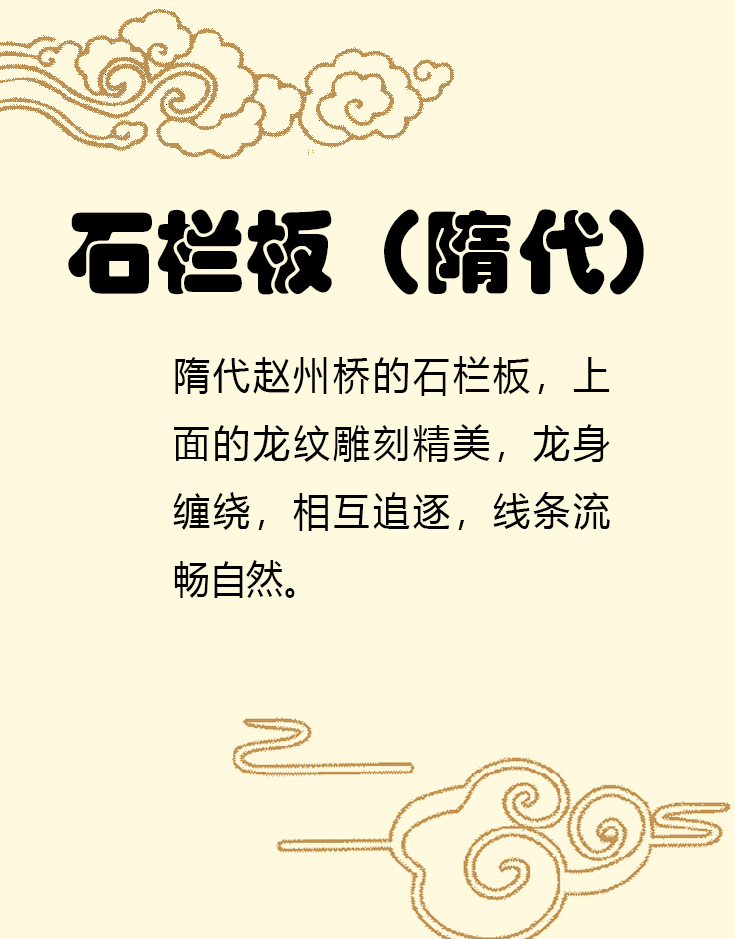 石栏板（隋代）
隋代赵州桥的石栏板，上
面的龙纹雕刻精美，龙身
缠绕，相互追逐，线条流
畅自然。